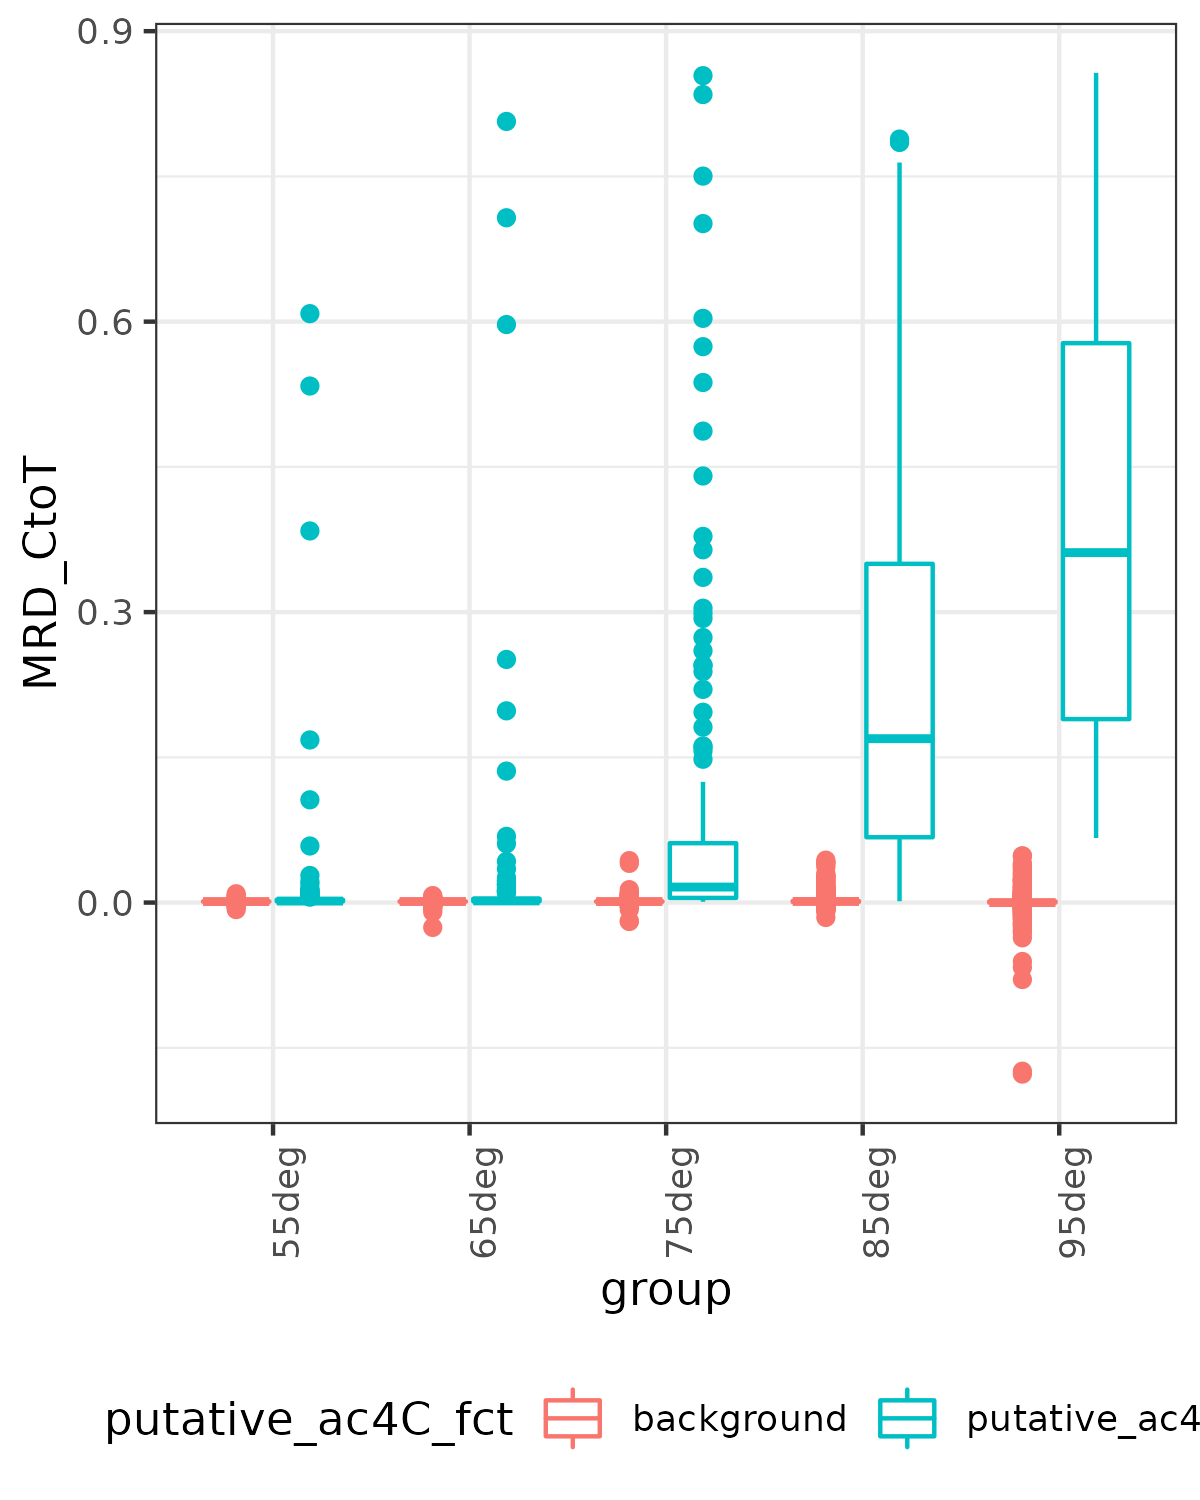 0.9
0.6
0.3
0.0
MRD_CtoT
55deg
65deg
75deg
85deg
95deg
group
putative_ac4C_fct
background
putative_ac4